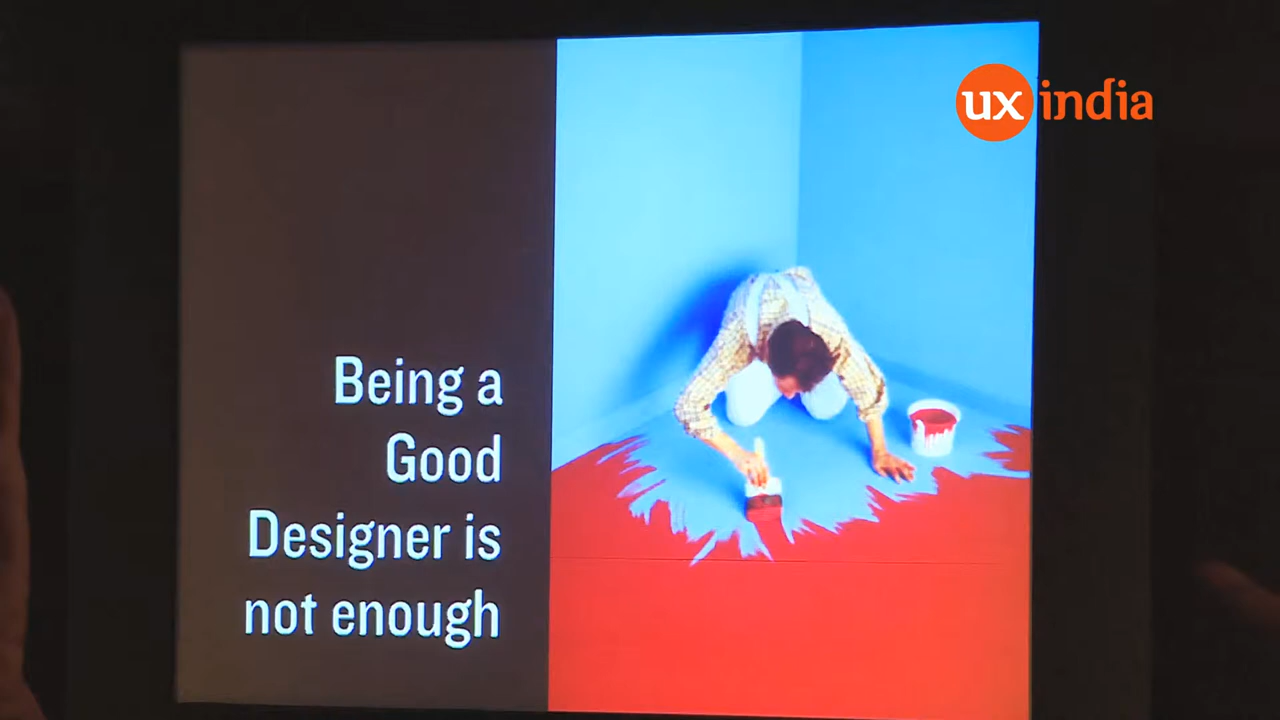 ux india
Being a
Good
Designer is
not enough